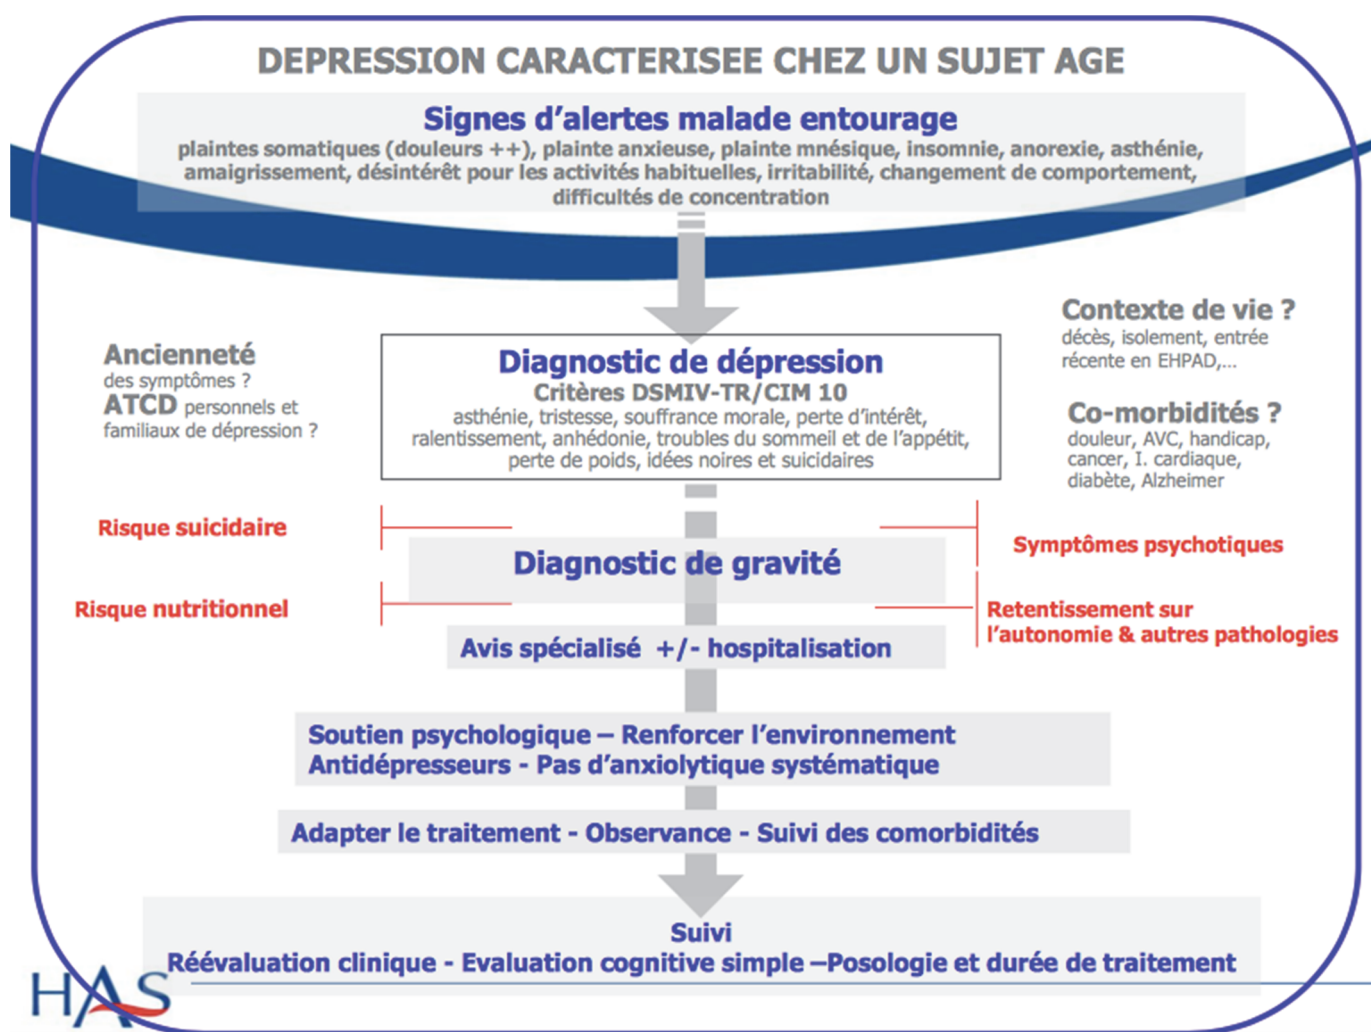 DEPRESSION CARACTERISEE CHEZ UN SUJET AGE
Signes d'alertes malade entourage
plaintes somatiques (douleurs ++), plainte anxieuse, plainte mnésique, insomnie, anorexie, asthénie,
amaigrissement, désintérêt pour les activités habituelles, irritabilité, changement de comportement,
difficultés de concentration
Ancienneté
des symptômes ?
ATCD personnels et
familiaux de dépression ?
Diagnostic de dépression
Critères DSMIV-TR/CIM 10
asthénie, tristesse, souffrance morale, perte d'intérêt,
ralentissement, anhédonie, troubles du sommeil et de l'appétit,
perte de poids, idées noires et suicidaires
Contexte de vie ?
décès, isolement, entrée
récente en EHPAD,...
Co-morbidités ?
douleur, AVC, handicap,
cancer, I. cardiaque,
diabète, Alzheimer
Risque suicidaire
Risque nutritionnel
Diagnostic de gravité
Symptômes psychotiques
Retentissement sur
l'autonomie & autres pathologies
Avis spécialisé +/- hospitalisation
Soutien psychologique – Renforcer l'environnement
Antidépresseurs - Pas d'anxiolytique systématique
Adapter le traitement - Observance - Suivi des comorbidités
Suivi
Réévaluation clinique - Evaluation cognitive simple –Posologie et durée de traitement
HAS